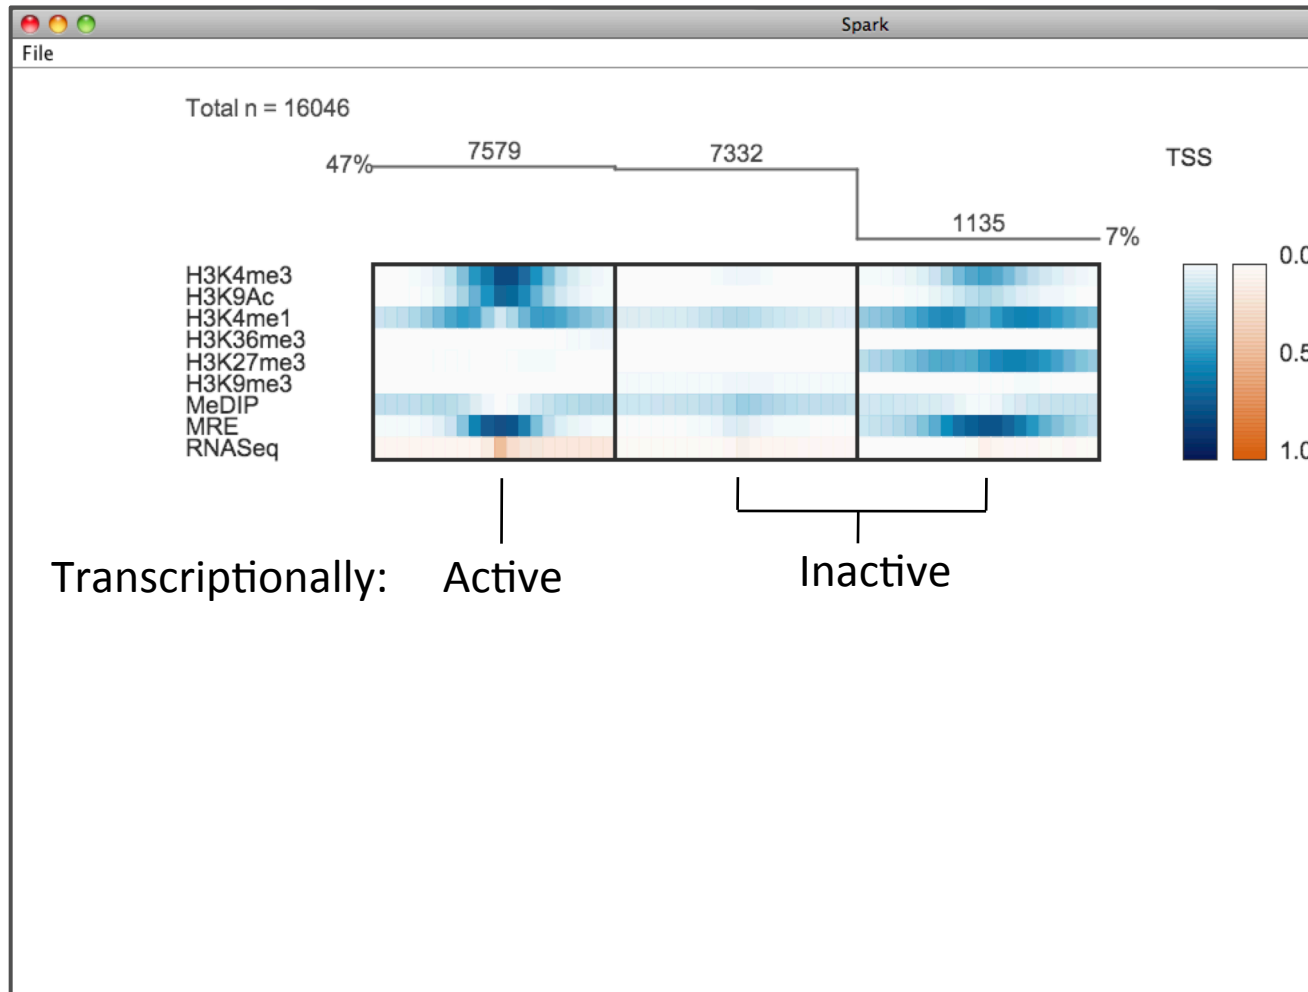 Spark
File
Total n = 16046
47%
7579
7332
1135
7%
TSS
0.0
0.5
1.0
H3K4me3
H3K9Ac
H3K4me1
H3K36me3
H3K27me3
H3K9me3
MeDIP
MRE
RNASeq
Transcriptionally:
Active
Inactive